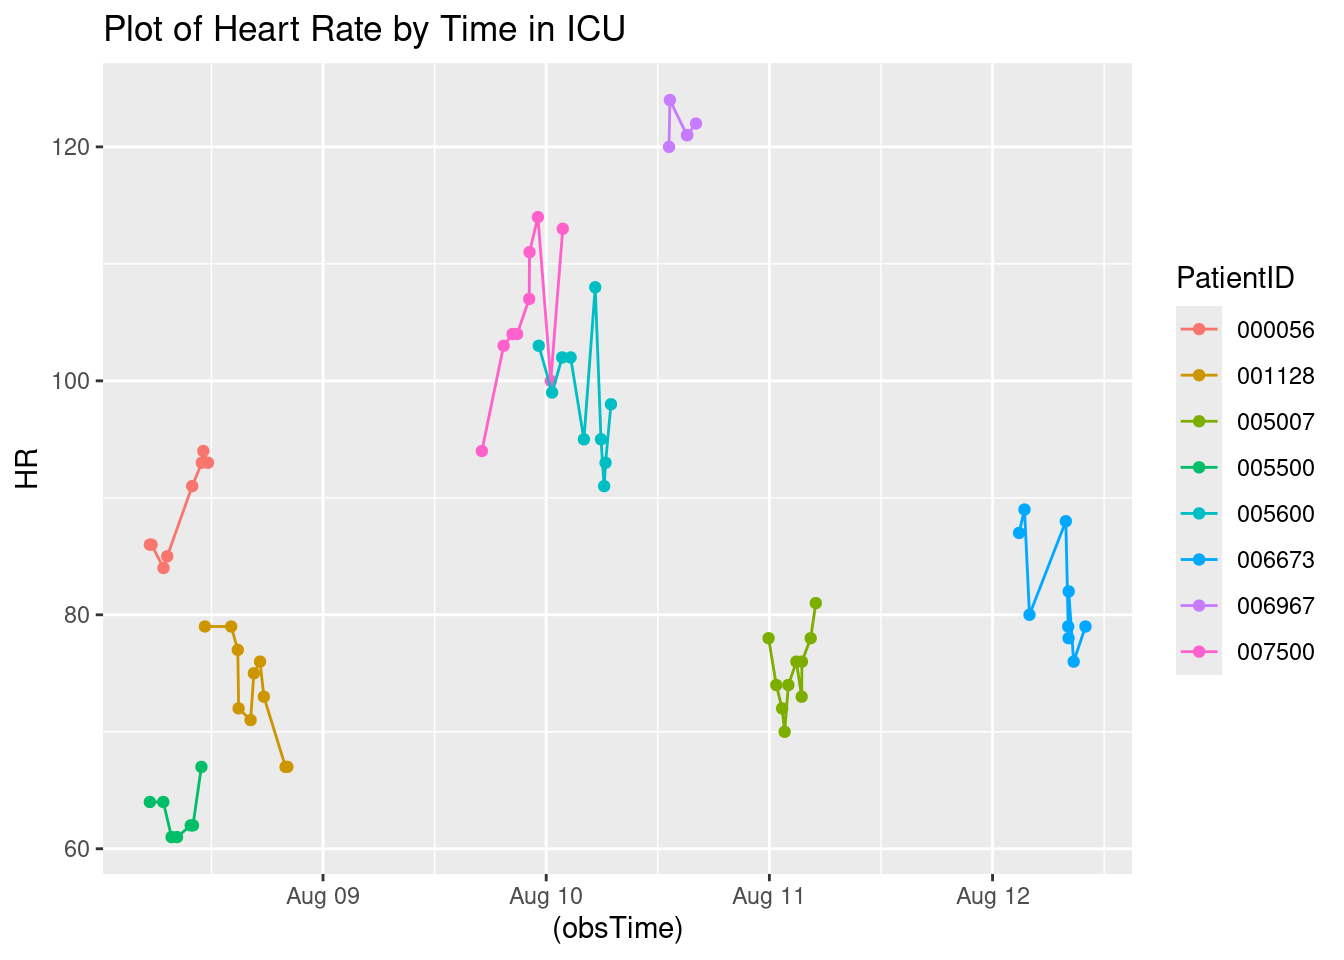 Plot of Heart Rate by Time in ICU
HR
120
100
80
60
Aug 09
Aug 10
Aug 11
Aug 12
(obsTime)
PatientID
000056
001128
005007
005500
005600
006673
006967
007500